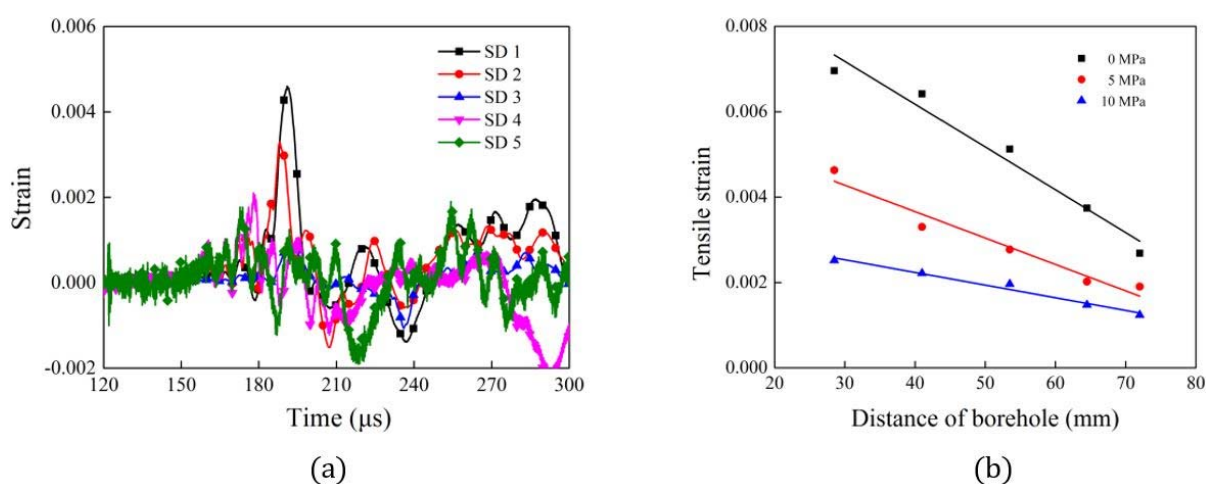 0.006
0.004
0.002
0.000
-0.002
Strain
120 150 180 210 240 270 300
Time (μs)
SD 1
SD 2
SD 3
SD 4
SD 5
(a)
0.008
0.006
0.004
0.002
0.000
Tensile strain
20 30 40 50 60 70 80
Distance of borehole (mm)
0 MPa
5 MPa
10 MPa
(b)